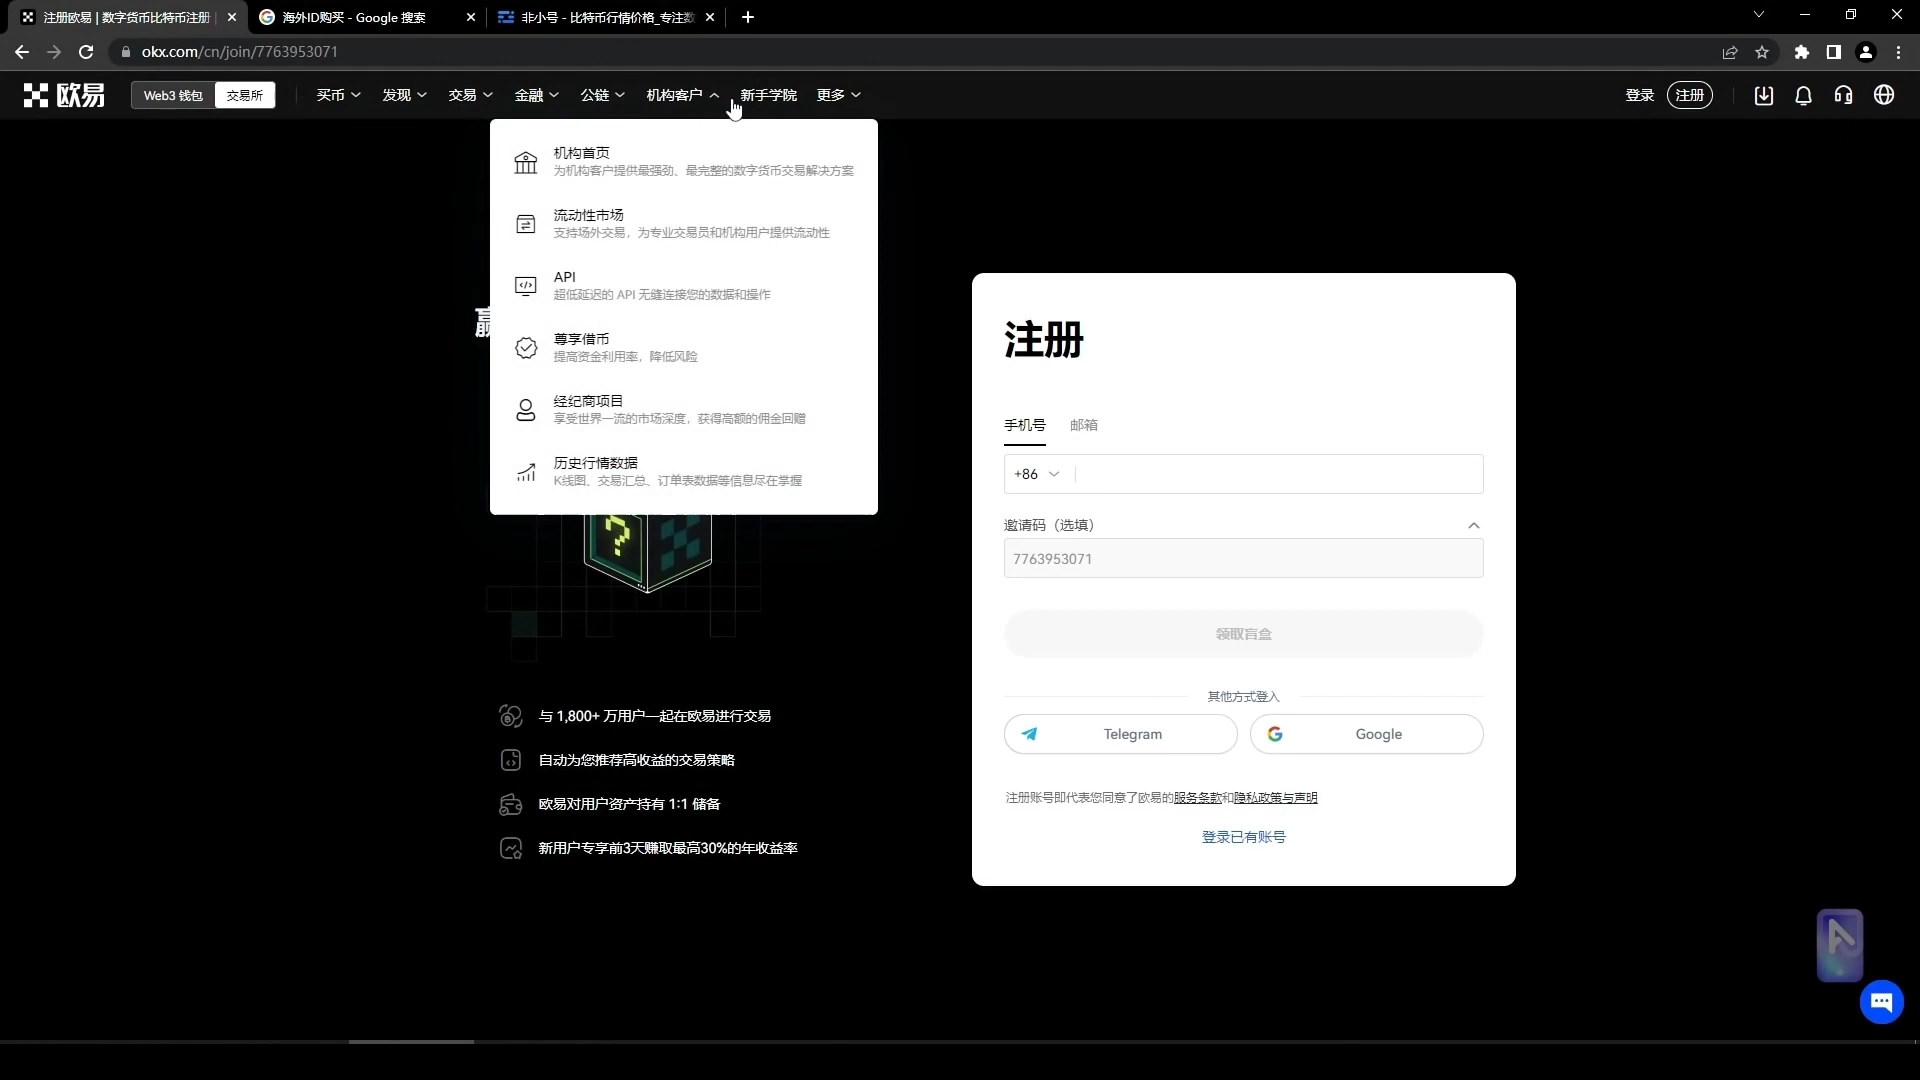 注册欧易 | 数字货币比特币注册
海外ID购买 - Google 搜索
非小号 - 比特币行情价格_专注数
okx.com/cn/join/7763953071
欧易
Web3 钱包
交易所
买币
发现
交易
金融
公链
机构客户
新手学院
更多
登录
注册
机构首页
为机构客户提供最强劲、最完整的数字货币交易解决方案
流动性市场
支持场外交易，为专业交易员和机构用户提供流动性
API
超低延迟的 API 无缝连接您的数据和操作
尊享借币
提高资金利用率，降低风险
经纪商项目
享受世界一流的市场深度，获得高额的佣金回赠
历史行情数据
K线图、交易汇总、订单表数据等信息尽在掌握
赢
?
与 1,800+ 万用户一起在欧易进行交易
自动为您推荐高收益的交易策略
欧易对用户资产持有 1:1 储备
新用户专享前3天赚取最高30%的年收益率
注册
手机号
邮箱
+86
邀请码（选填）
7763953071
领取盲盒
其他方式登入
Telegram
Google
注册账号即代表您同意了欧易的服务条款和隐私政策与声明
登录已有账号